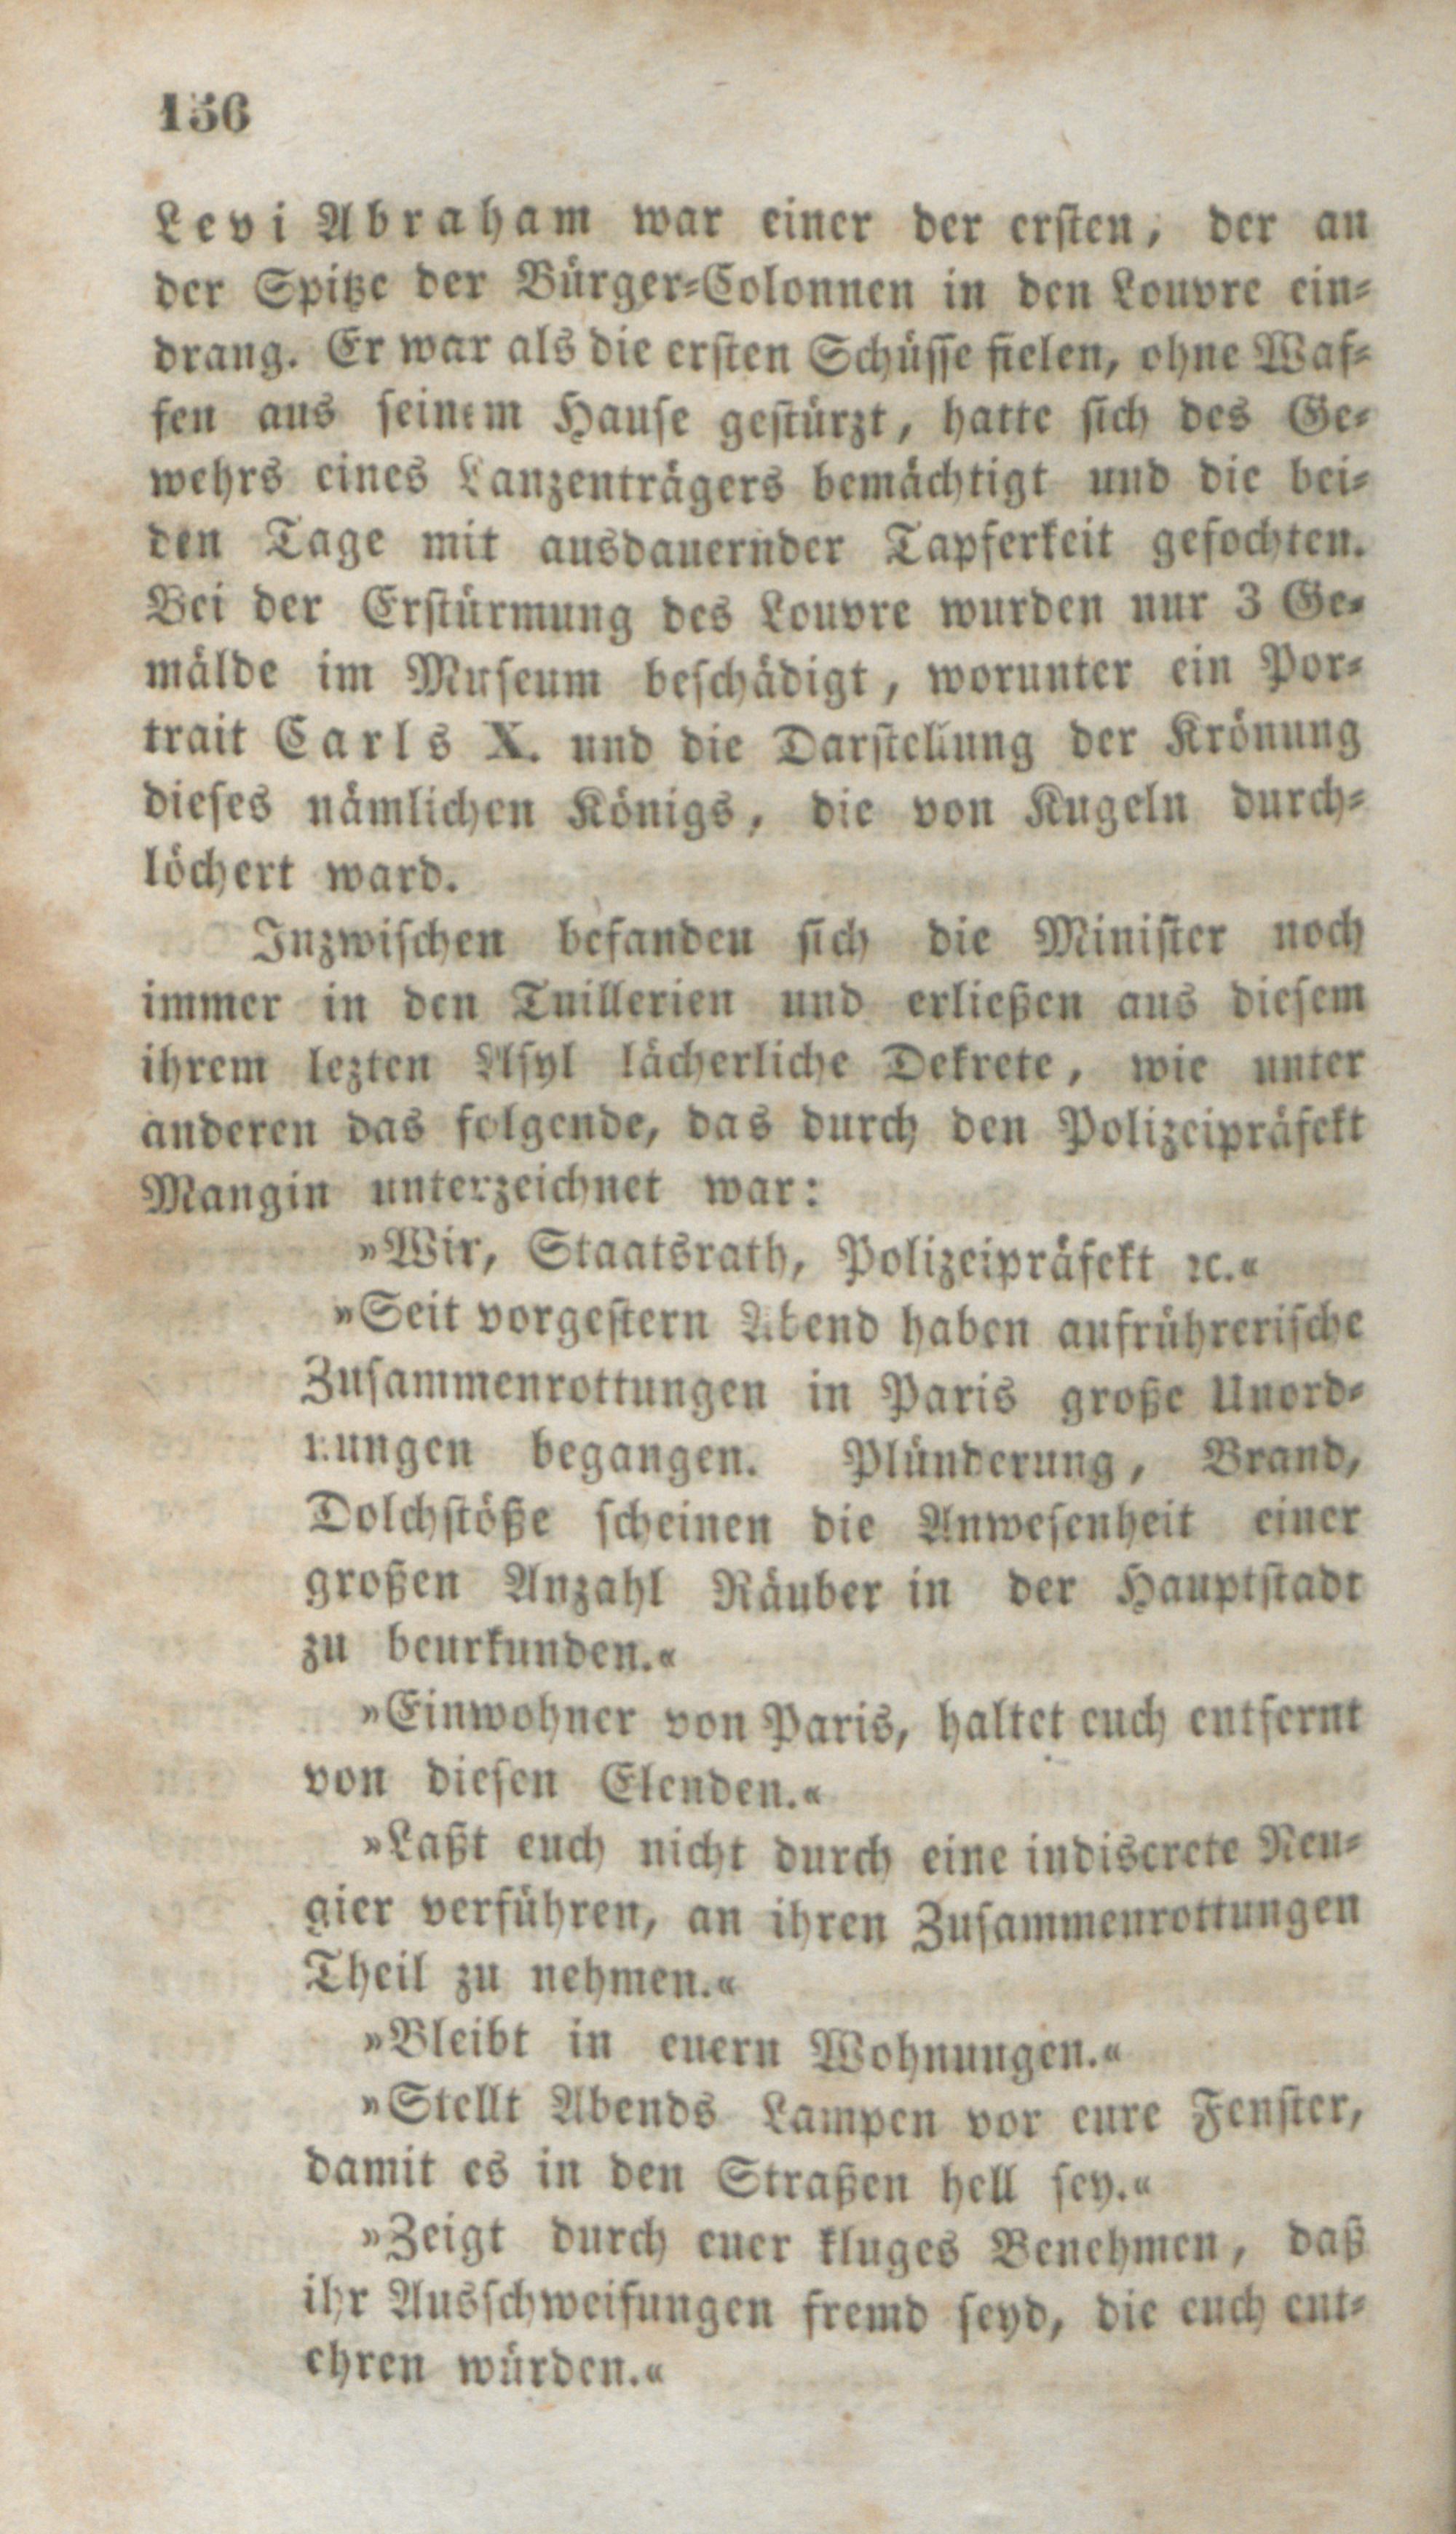 156
Levi Abraham war einer der ersten, der an
der Spitze der Bürger-Colonnen in den Louvre ein-
drang. Er war als die ersten Schüsse fielen, ohne Waf-
fen aus seinem Hause gestürzt, hatte sich des Ge-
wehrs eines Lanzenträgers bemächtigt und die bei-
den Tage mit ausdauernder Tapferkeit gefochten.
Bei der Erstürmung des Louvre wurden nur 3 Ge-
mälde im Museum beschädigt, worunter ein Por-
trait Carls X. und die Darstellung der Krönung
dieses nämlichen Königs, die von Kugeln durch-
löchert ward.
Inzwischen befanden sich die Minister noch
immer in den Tuillerien und erließen aus diesem
ihrem lezten Asyl lächerliche Dekrete, wie unter
anderen das folgende, das durch den Polizeipräfekt
Mangin unterzeichnet war:
»Wir, Staatsrath, Polizeipräfekt ꝛc.«
»Seit vorgestern Abend haben aufrührerische
Zusammenrottungen in Paris große Unord-
nungen begangen. Plünderung, Brand,
Dolchstöße scheinen die Anwesenheit einer
großen Anzahl Räuber in der Hauptstadt
zu beurkunden.«
»Einwohner von Paris, haltet euch entfernt
von diesen Elenden.«
»Laßt euch nicht durch eine indiscrete Neu-
gier verführen, an ihren Zusammenrottungen
Theil zu nehmen.«
»Bleibt in euern Wohnungen.«
»Stellt Abends Lampen vor eure Fenster,
damit es in den Straßen hell sey.«
»Zeigt durch euer kluges Benehmen, daß
ihr Ausschweifungen fremd seyd, die euch ent-
ehren würden.«